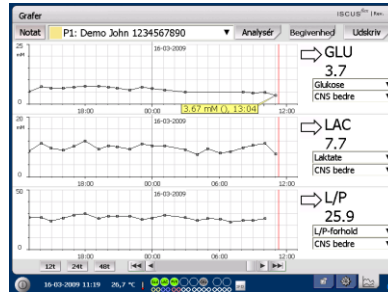 Grafer
ISCUS
Notat P1: Demo John 1234567890 Analysér Begivenhed Udskriv
25 16-03-2009 GLU
mM
3.7
Glukose
CNS bedre
3.67 mM (), 13:04
0
18:00 00:00 06:00 12:00
20 16-03-2009 LAC
mM
7.7
Laktate
CNS bedre
0
18:00 00:00 06:00 12:00
50 16-03-2009 L/P
25.9
L/P-forhold
CNS bedre
0
18:00 00:00 06:00 12:00
12t 24t 48t
16-03-2009 11:19 26,7 °C